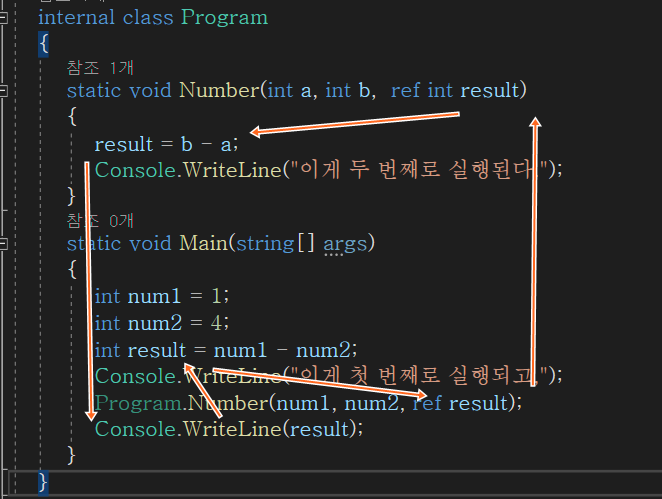 internal class Program
{
참조 1개
static void Number(int a, int b, ref int result)
{
result = b - a;
Console.WriteLine("이게 두 번째로 실행된다.");
}
참조 0개
static void Main(string[] args)
{
int num1 = 1;
int num2 = 4;
int result = num1 - num2;
Console.WriteLine("이게 첫 번째로 실행되고,");
Program.Number(num1, num2, ref result);
Console.WriteLine(result);
}
}